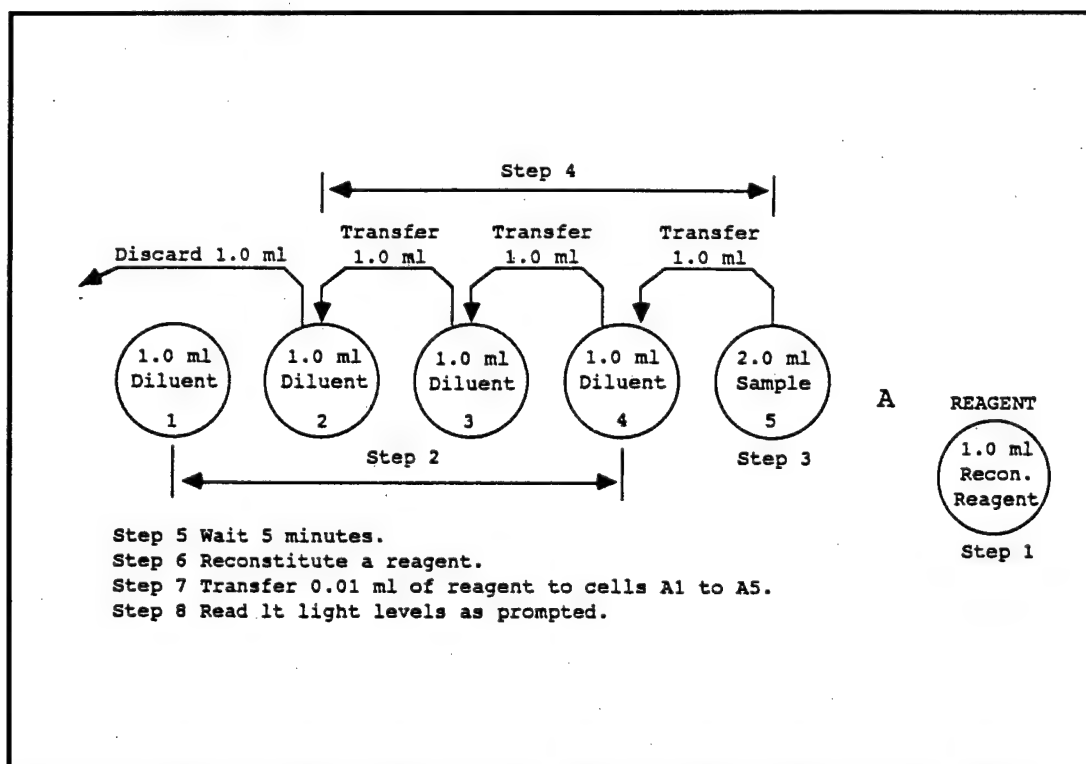 Step 4
Transfer Transfer Transfer
Discard 1.0 ml 1.0 ml 1.0 ml 1.0 ml
1.0 ml 1.0 ml 1.0 ml 1.0 ml 2.0 ml
Diluent Diluent Diluent Diluent Sample
1 2 3 4 5
A
REAGENT
1.0 ml
Recon.
Reagent
Step 1
Step 2
Step 3
Step 5 Wait 5 minutes.
Step 6 Reconstitute a reagent.
Step 7 Transfer 0.01 ml of reagent to cells A1 to A5.
Step 8 Read lt light levels as prompted.